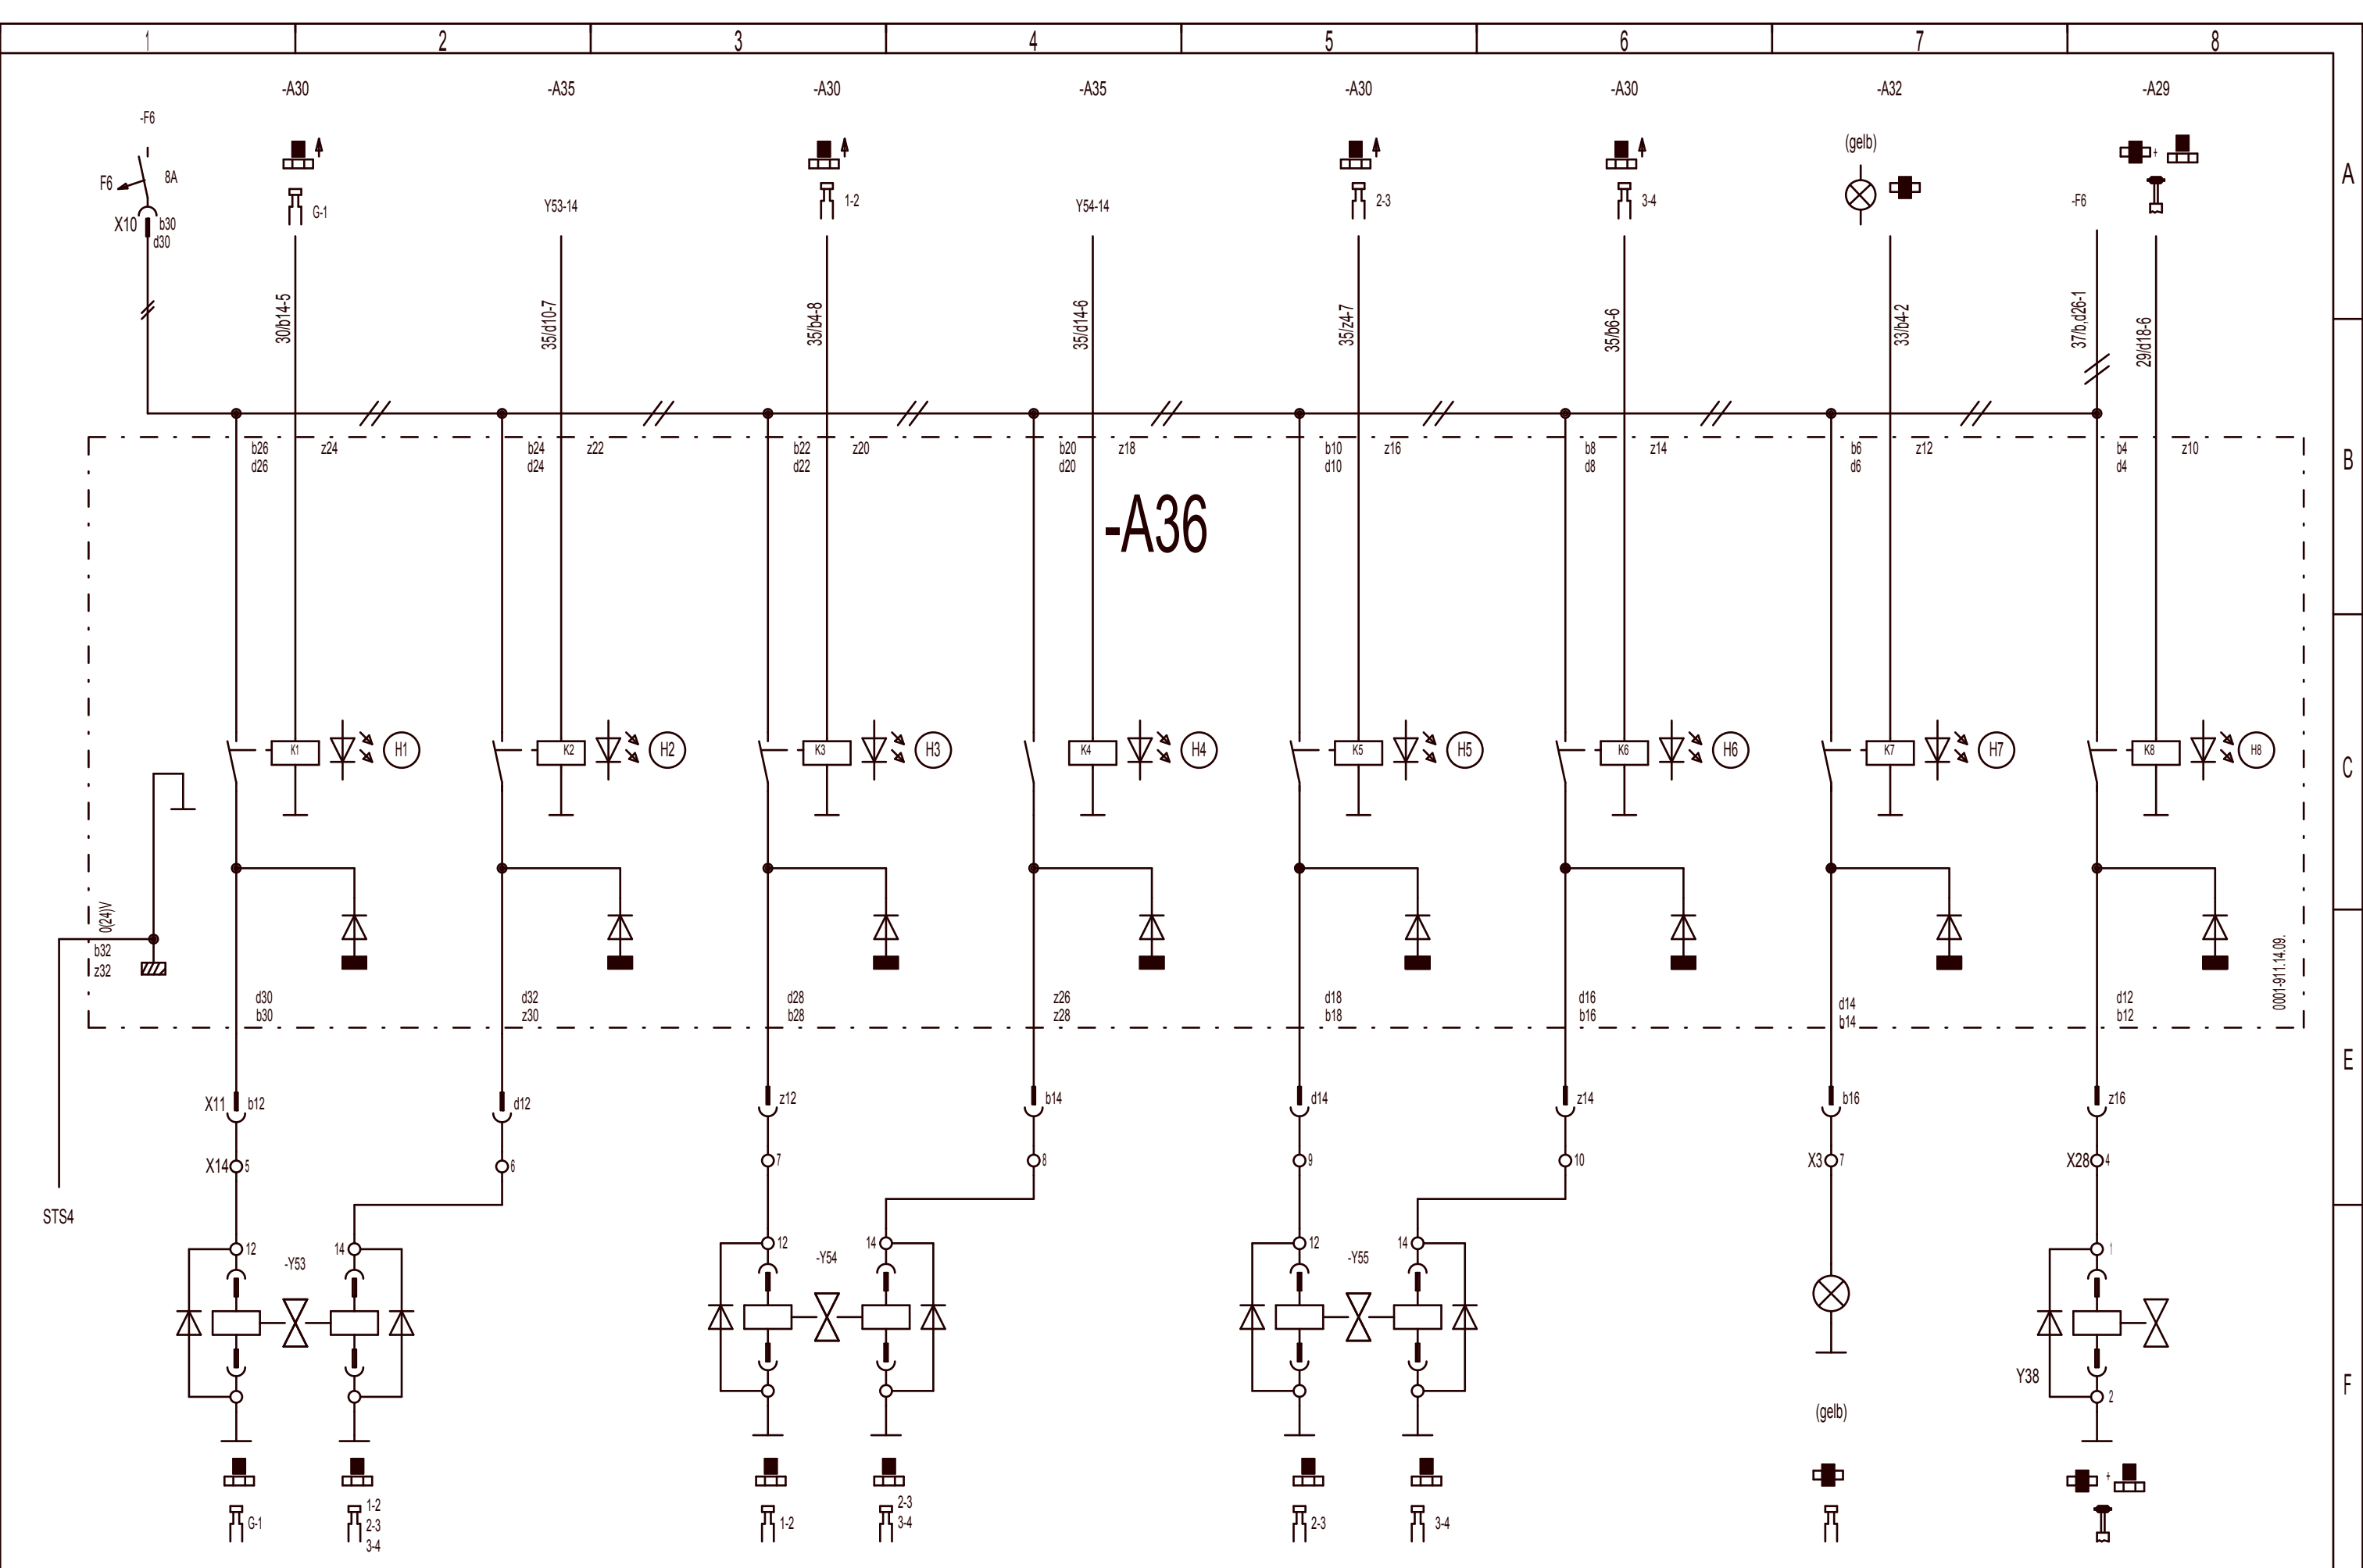 1 2 3 4 5 6 7 8
-A30 -A35 -A30 -A35 -A30 -A30 -A32 -A29
-F6
(gelb)
A
F6 8A
+
X10 b30
d30
G-1
Y53-14
1-2
Y54-14
2-3
3-4
-F6
30/b14-5
35/d10-7
35/b4-8
35/d14-6
35/z4-7
35/b6-6
33/b4-2
37/b,d26-1
29/d18-6
b26 z24 b24 z22 b22 z20 b20 z18 b10 z16 b8 z14 b6 z12 b4 z10
d26 d24 d22 d20 d10 d8 d6 d4
B
-A36
K1 H1 K2 H2 K3 H3 K4 H4 K5 H5 K6 H6 K7 H7 K8 H8
C
0(24)V
b32
z32
0001-911.14.09.
d30 d32 d28 z26 d18 d16 d14 d12
b30 z30 b28 z28 b18 b16 b14 b12
E
X11 b12 d12 z12 b14 d14 z14 b16 z16
X14 5 6 7 8 9 10 X3 7 X28 4
STS4
12 14 12 14 12 14 1
-Y53 -Y54 -Y55
Y38
2
F
(gelb)
+
G-1
1-2
2-3
3-4
1-2
2-3
3-4
2-3
3-4